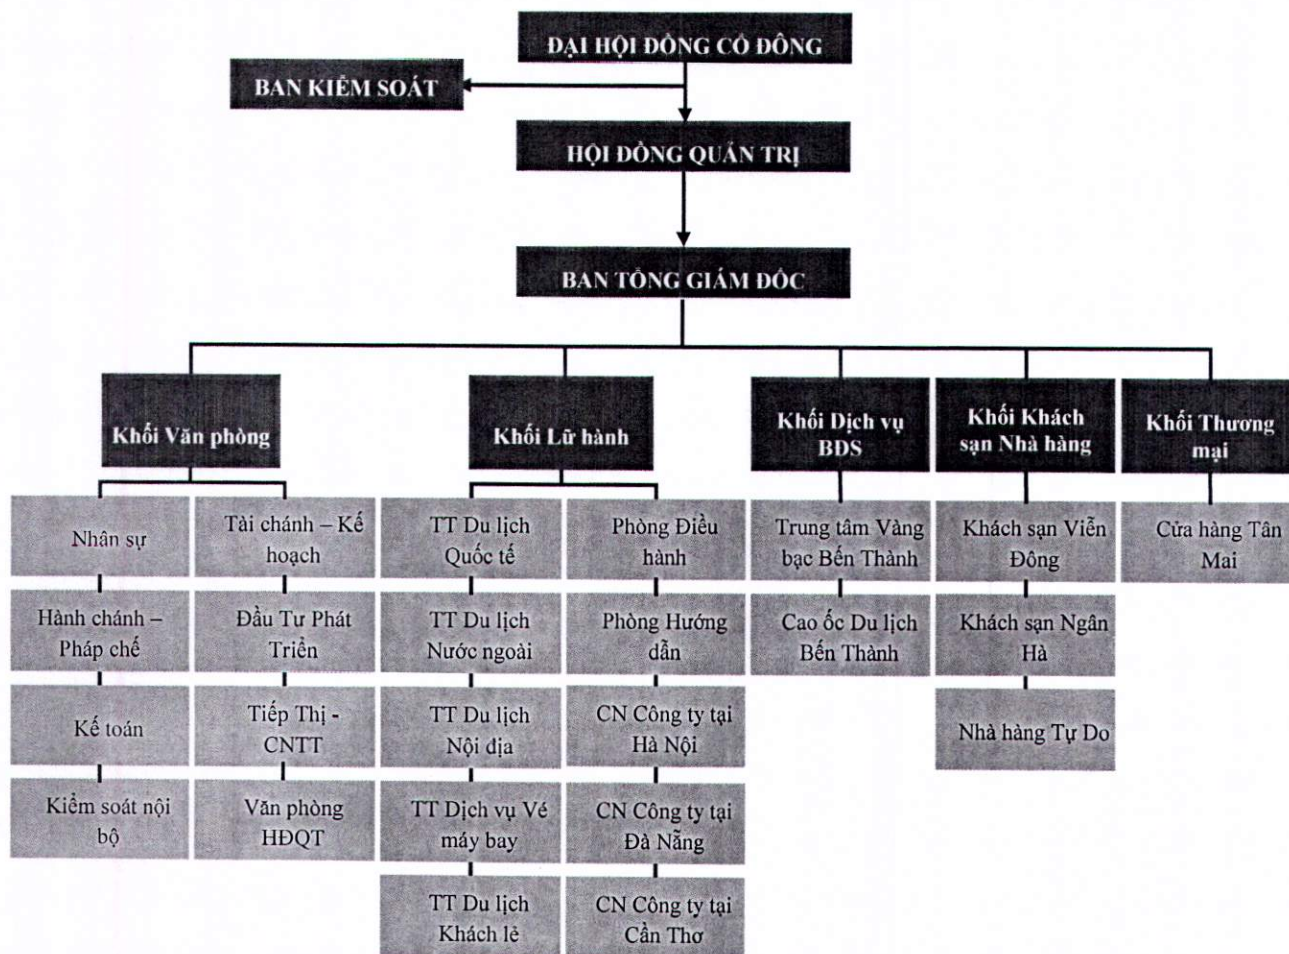 ĐẠI HỘI ĐỒNG CỔ ĐÔNG
BAN KIỂM SOÁT
HỘI ĐỒNG QUẢN TRỊ
BAN TỔNG GIÁM ĐỐC
Khối Văn phòng
Khối Lữ hành
Khối Dịch vụ
BĐS
Khối Khách
sạn Nhà hàng
Khối Thương
mại
Nhân sự
Tài chánh – Kế
hoạch
TT Du lịch
Quốc tế
Phòng Điều
hành
Trung tâm Vàng
bạc Bến Thành
Khách sạn Viễn
Đông
Cửa hàng Tân
Mai
Hành chánh –
Pháp chế
Đầu Tư Phát
Triển
TT Du lịch
Nước ngoài
Phòng Hướng
dẫn
Cao ốc Du lịch
Bến Thành
Khách sạn Ngân
Hà
Kế toán
Tiếp Thị -
CNTT
TT Du lịch
Nội địa
CN Công ty tại
Hà Nội
Nhà hàng Tự Do
Kiểm soát nội
bộ
Văn phòng
HĐQT
TT Dịch vụ Vé
máy bay
CN Công ty tại
Đà Nẵng
TT Du lịch
Khách lẻ
CN Công ty tại
Cần Thơ